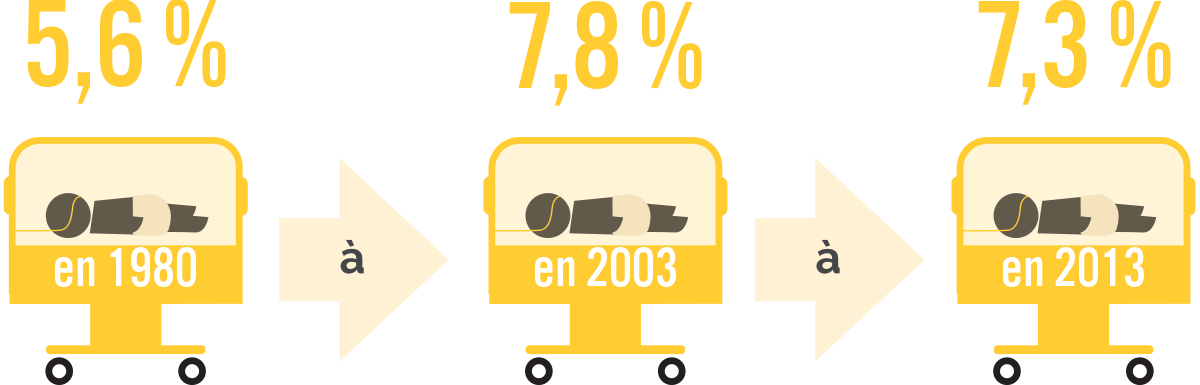 5,6 % 7,8 % 7,3 %
à à
en 1980 en 2003 en 2013